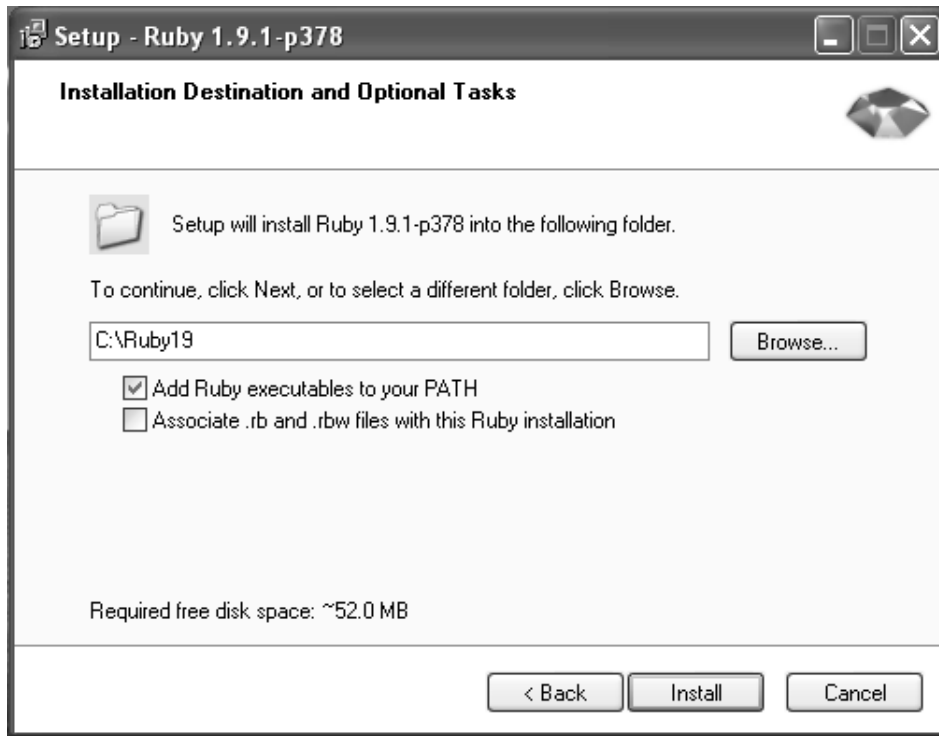 Setup - Ruby 1.9.1-p378
Installation Destination and Optional Tasks
Setup will install Ruby 1.9.1-p378 into the following folder.
To continue, click Next, or to select a different folder, click Browse.
C:\Ruby19
Browse...
Add Ruby executables to your PATH
Associate .rb and .rbw files with this Ruby installation
Required free disk space: ~52.0 MB
< Back
Install
Cancel